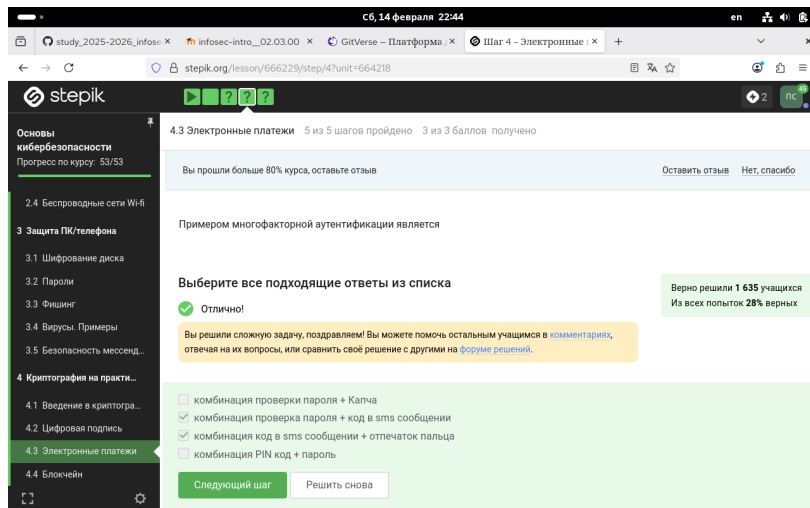 Сб, 14 февраля 22:44
en
study_2025-2026_infose
infosec-intro__02.03.00
GitVerse – Платформа
Шаг 4 – Электронные
stepik.org/lesson/666229/step/4?unit=664218
stepik
? ? ?
2
ПС
45
Основы
кибербезопасности
Прогресс по курсу: 53/53
4.3 Электронные платежи 5 из 5 шагов пройдено 3 из 3 баллов получено
Вы прошли больше 80% курса, оставьте отзыв
Оставить отзыв
Нет, спасибо
2.4 Беспроводные сети Wi-fi
3 Защита ПК/телефона
3.1 Шифрование диска
3.2 Пароли
3.3 Фишинг
3.4 Вирусы. Примеры
3.5 Безопасность мессенд...
4 Криптография на практи...
4.1 Введение в криптогра...
4.2 Цифровая подпись
4.3 Электронные платежи
4.4 Блокчейн
Примером многофакторной аутентификации является
Выберите все подходящие ответы из списка
Отлично!
Верно решили 1 635 учащихся
Из всех попыток 28% верных
Вы решили сложную задачу, поздравляем! Вы можете помочь остальным учащимся в комментариях,
отвечая на их вопросы, или сравнить своё решение с другими на форуме решений.
комбинация проверки пароля + Капча
комбинация проверка пароля + код в sms сообщении
комбинация код в sms сообщении + отпечаток пальца
комбинация PIN код + пароль
Следующий шаг
Решить снова